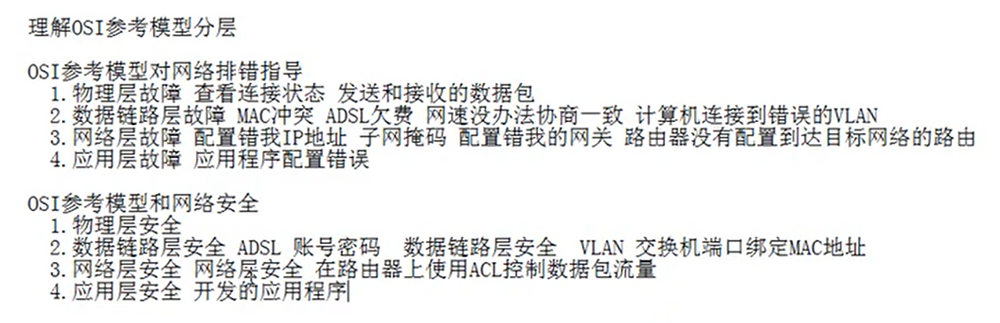 理解OSI参考模型分层
OSI参考模型对网络排错指导
1.物理层故障 查看连接状态 发送和接收的数据包
2.数据链路层故障 MAC冲突 ADSL欠费 网速没办法协商一致 计算机连接到错误的VLAN
3.网络层故障 配置错我IP地址 子网掩码 配置错我的网关 路由器没有配置到达目标网络的路由
4.应用层故障 应用程序配置错误
OSI参考模型和网络安全
1.物理层安全
2.数据链路层安全 ADSL 账号密码 数据链路层安全 VLAN 交换机端口绑定MAC地址
3.网络层安全 网络层安全 在路由器上使用ACL控制数据包流量
4.应用层安全 开发的应用程序